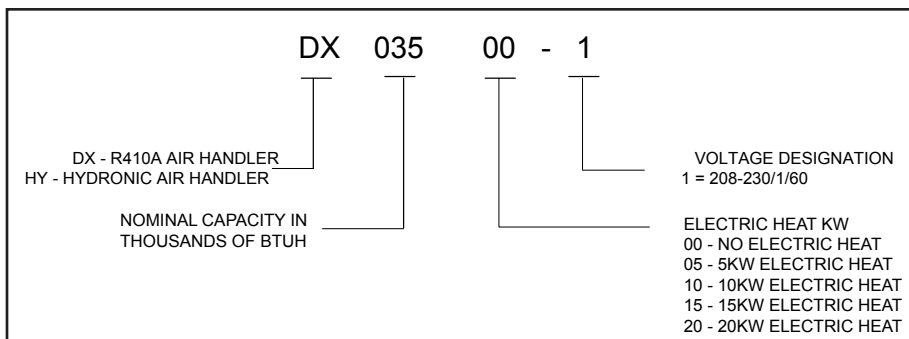 DX 035 00 - 1
DX - R410A AIR HANDLER
HY - HYDRONIC AIR HANDLER
NOMINAL CAPACITY IN
THOUSANDS OF BTUH
VOLTAGE DESIGNATION
1 = 208-230/1/60
ELECTRIC HEAT KW
00 - NO ELECTRIC HEAT
05 - 5KW ELECTRIC HEAT
10 - 10KW ELECTRIC HEAT
15 - 15KW ELECTRIC HEAT
20 - 20KW ELECTRIC HEAT